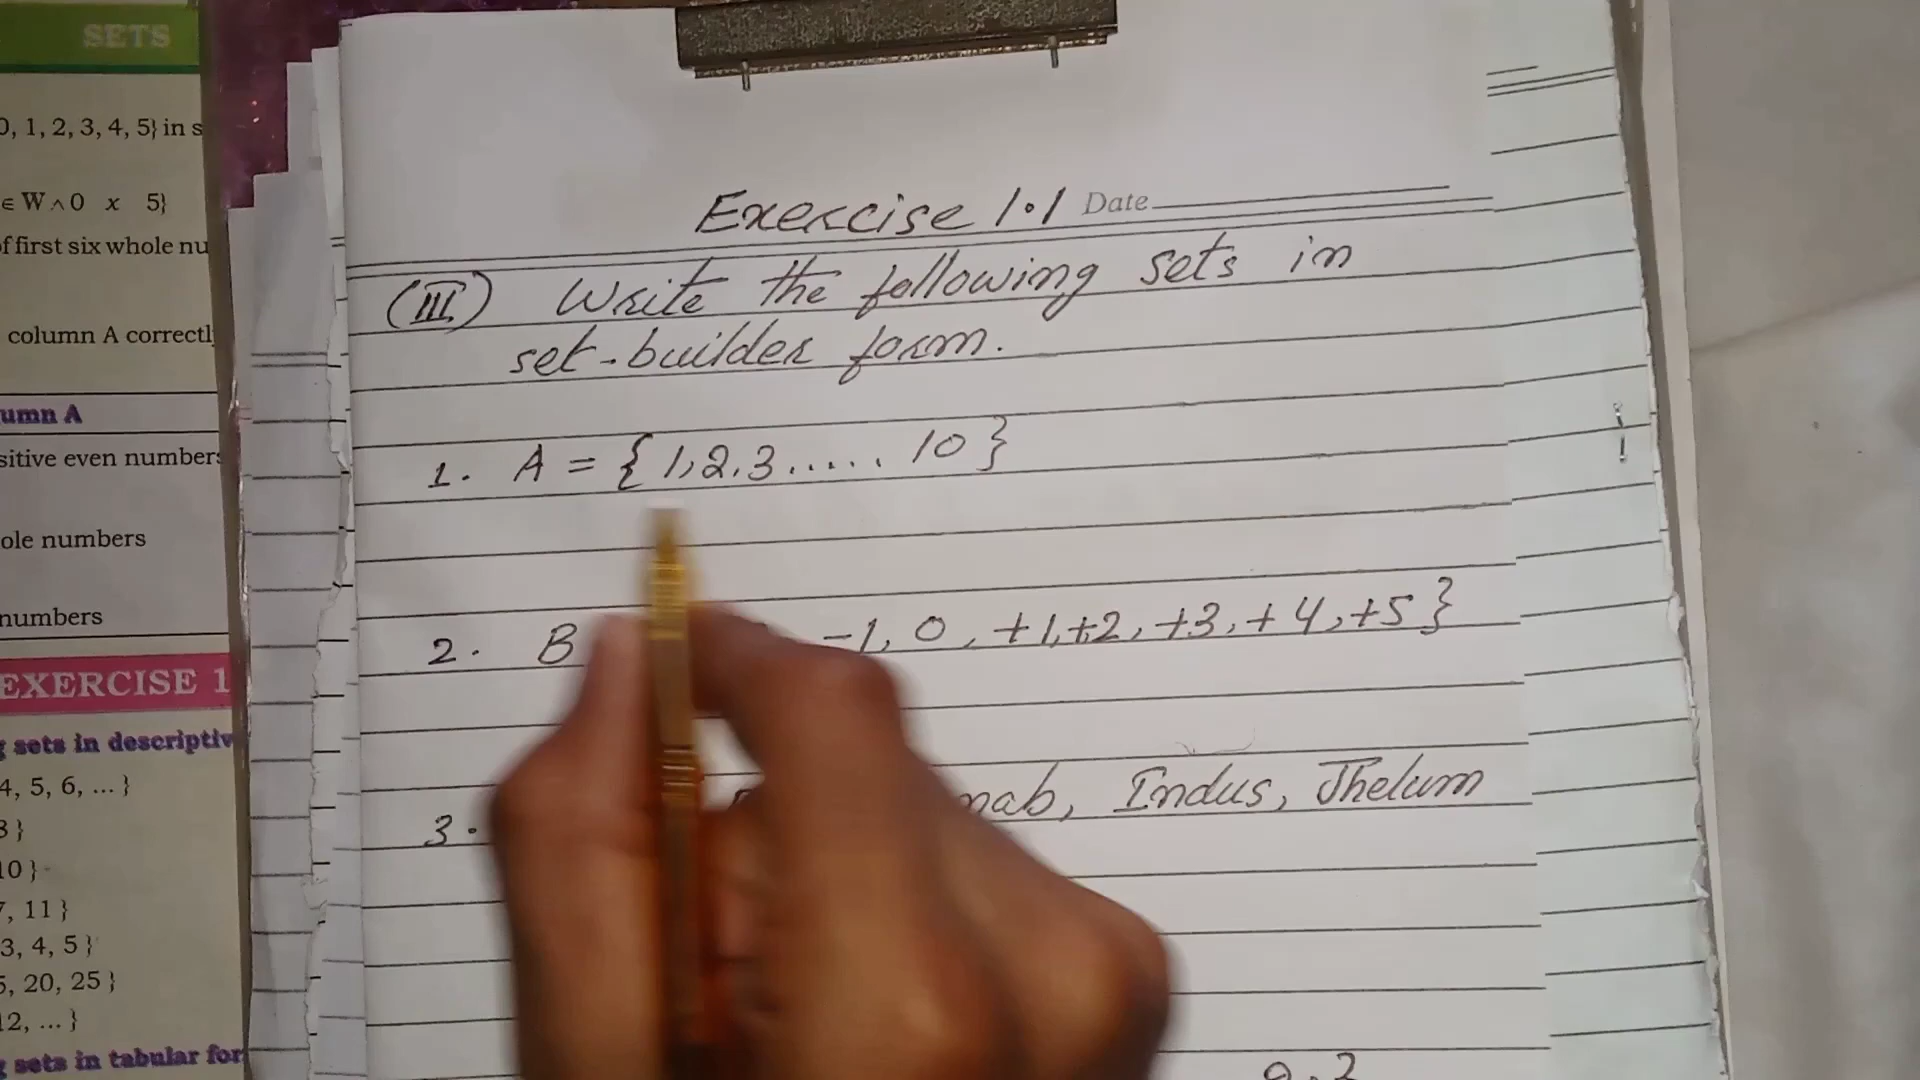 SETS
0, 1, 2, 3, 4, 5} in s
∈ W ∧ 0 x 5}
of first six whole nu
column A correctl
umn A
sitive even numbers
ole numbers
numbers
EXERCISE 1
sets in descriptiv
4, 5, 6, ... }
3 }
10 }
7, 11 }
3, 4, 5 }
5, 20, 25 }
12, ... }
sets in tabular for
Exercise 1.1 Date
(III) Write the following sets in
set-builder form.
1. A = { 1, 2, 3 ..... 10 }
2. B -1, 0, +1, +2, +3, +4, +5 }
3. nab, Indus, Jhelum